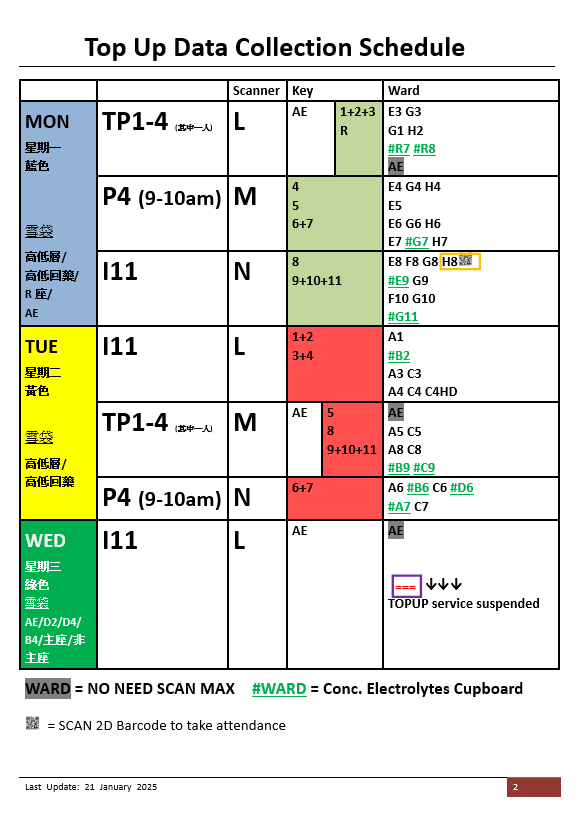 Top Up Data Collection Schedule
Scanner Key Ward
MON
星期一
藍色
雪袋
高低層/
高低回藥/
R 座/
AE
TP1-4 (其中一人) L
AE
1+2+3
R
E3 G3
G1 H2
#R7 #R8
AE
P4 (9-10am) M
4
5
6+7
E4 G4 H4
E5
E6 G6 H6
E7 #G7 H7
I11 N
8
9+10+11
E8 F8 G8 H8
#E9 G9
F10 G10
#G11
TUE
星期二
黃色
雪袋
高低層/
高低回藥
I11 L
1+2
3+4
A1
#B2
A3 C3
A4 C4 C4HD
TP1-4 (其中一人) M
AE
5
8
9+10+11
AE
A5 C5
A8 C8
#B9 #C9
P4 (9-10am) N
6+7
A6 #B6 C6 #D6
#A7 C7
WED
星期三
綠色
雪袋
AE/D2/D4/
B4/主座/非
主座
I11 L
AE
AE
=== ↓↓↓
TOPUP service suspended
WARD = NO NEED SCAN MAX #WARD = Conc. Electrolytes Cupboard
= SCAN 2D Barcode to take attendance
Last Update: 21 January 2025 2